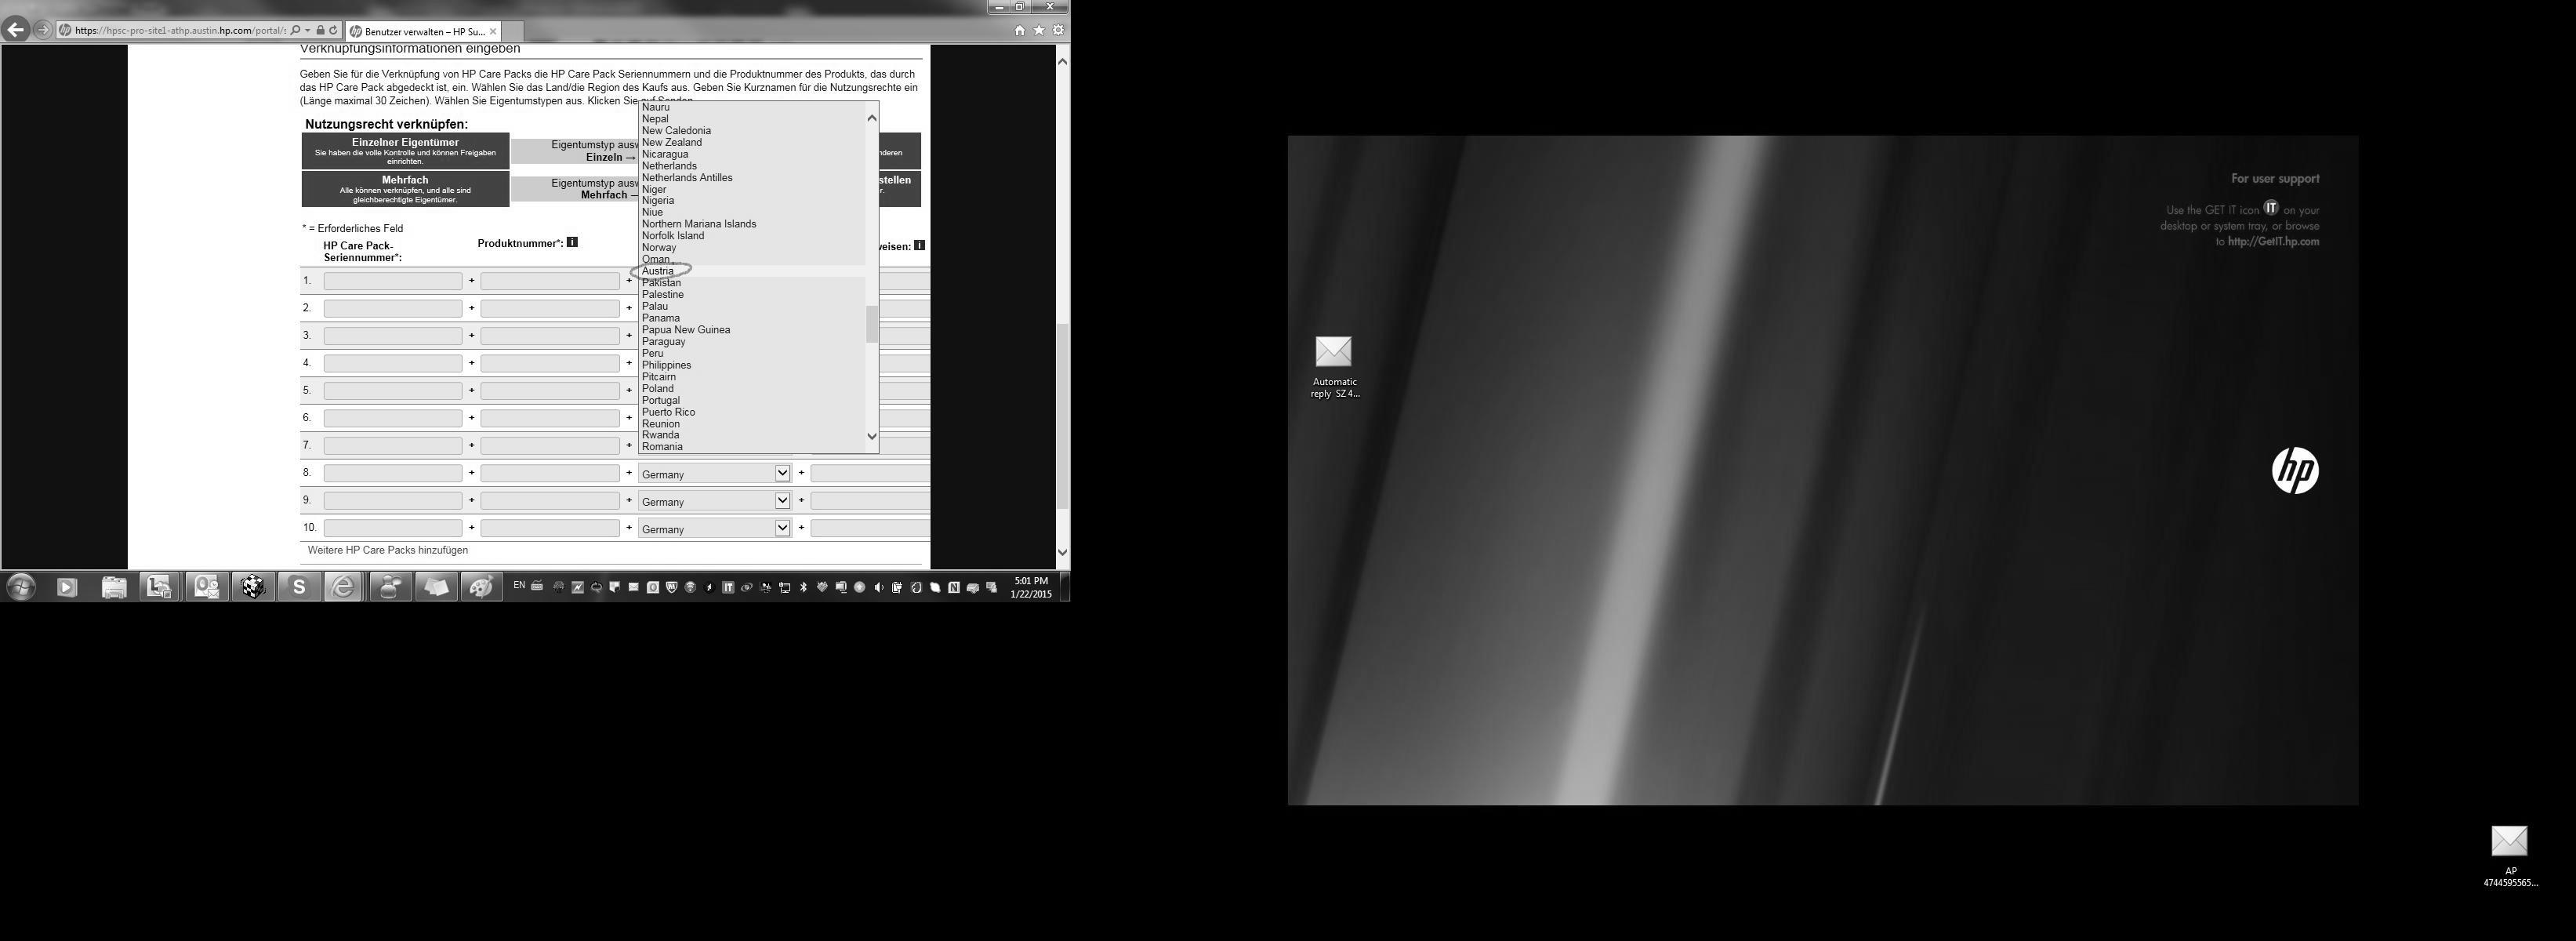 https://hpsc-pro-site1-athp.austin.hp.com/portal/s
Benutzer verwalten – HP Su...
Verknüpfungsinformationen eingeben
Geben Sie für die Verknüpfung von HP Care Packs die HP Care Pack Seriennummern und die Produktnummer des Produkts, das durch
das HP Care Pack abgedeckt ist, ein. Wählen Sie das Land/die Region des Kaufs aus. Geben Sie Kurznamen für die Nutzungsrechte ein
(Länge maximal 30 Zeichen). Wählen Sie Eigentumstypen aus. Klicken Sie auf Senden.
Nutzungsrecht verknüpfen:
Einzelner Eigentümer
Sie haben die volle Kontrolle und können Freigaben
einrichten.
Eigentumstyp ausw
Einzeln →
nderen
Mehrfach
Alle können verknüpfen, und alle sind
gleichberechtigte Eigentümer.
Eigentumstyp ausw
Mehrfach —
stellen
r.
* = Erforderliches Feld
HP Care Pack-
Seriennummer*:
Produktnummer*: i
weisen: i
Nauru
Nepal
New Caledonia
New Zealand
Nicaragua
Netherlands
Netherlands Antilles
Niger
Nigeria
Niue
Northern Mariana Islands
Norfolk Island
Norway
Oman
Austria
Pakistan
Palestine
Palau
Panama
Papua New Guinea
Paraguay
Peru
Philippines
Pitcairn
Poland
Portugal
Puerto Rico
Reunion
Rwanda
Romania
1. + +
2. + +
3. + +
4. + +
5. + +
6. + +
7. + +
8. + + Germany +
9. + + Germany +
10. + + Germany +
Weitere HP Care Packs hinzufügen
EN
5:01 PM
1/22/2015
For user support
Use the GET IT icon IT on your
desktop or system tray, or browse
to http://GetIT.hp.com
Automatic
reply SZ 4...
hp
AP
4744595565...